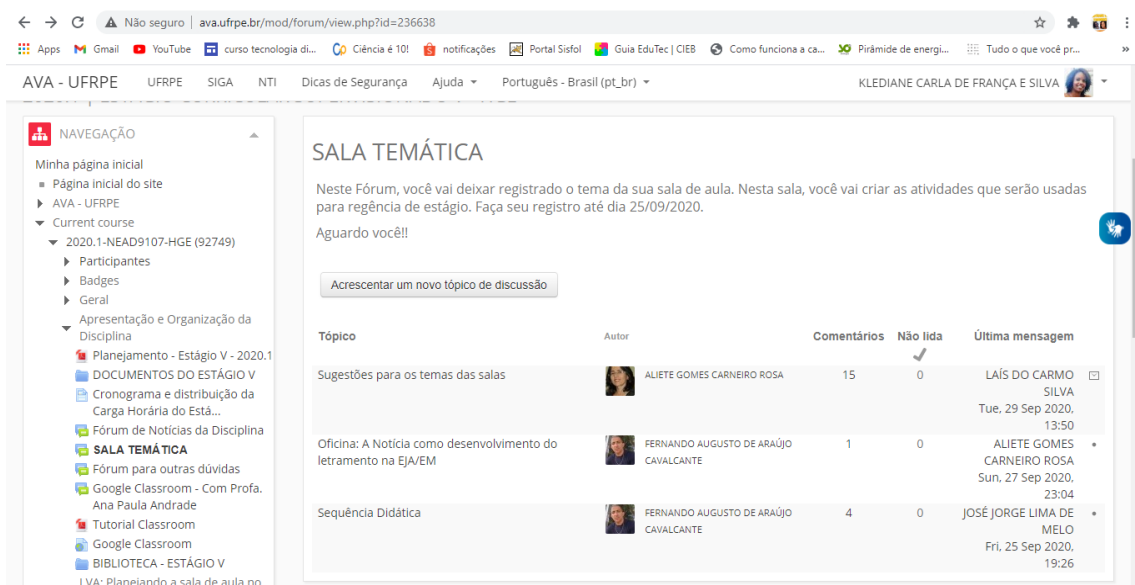 Não seguro | ava.ufrpe.br/mod/forum/view.php?id=236638
Apps Gmail YouTube curso tecnologia di... Ciência é 10! notificações Portal Sisfol Guia EduTec | CIEB Como funciona a ca... Pirâmide de energi... Tudo o que você pr... »
AVA - UFRPE UFRPE SIGA NTI Dicas de Segurança Ajuda Português - Brasil (pt_br) KLEDIANE CARLA DE FRANÇA E SILVA
NAVEGAÇÃO
Minha página inicial
Página inicial do site
AVA - UFRPE
Current course
2020.1-NEAD9107-HGE (92749)
Participantes
Badges
Geral
Apresentação e Organização da
Disciplina
Planejamento - Estágio V - 2020.1
DOCUMENTOS DO ESTÁGIO V
Cronograma e distribuição da
Carga Horária do Está...
Fórum de Notícias da Disciplina
SALA TEMÁTICA
Fórum para outras dúvidas
Google Classroom - Com Profa.
Ana Paula Andrade
Tutorial Classroom
Google Classroom
BIBLIOTECA - ESTÁGIO V
LVA: Planejando a sala de aula no
SALA TEMÁTICA
Neste Fórum, você vai deixar registrado o tema da sua sala de aula. Nesta sala, você vai criar as atividades que serão usadas
para regência de estágio. Faça seu registro até dia 25/09/2020.
Aguardo você!!
Acrescentar um novo tópico de discussão
Tópico Autor Comentários Não lida Última mensagem
Sugestões para os temas das salas ALIETE GOMES CARNEIRO ROSA 15 0 LAÍS DO CARMO
SILVA
Tue, 29 Sep 2020,
13:50
Oficina: A Notícia como desenvolvimento do FERNANDO AUGUSTO DE ARAÚJO 1 0 ALIETE GOMES
letramento na EJA/EM CAVALCANTE CARNEIRO ROSA
Sun, 27 Sep 2020,
23:04
Sequência Didática FERNANDO AUGUSTO DE ARAÚJO 4 0 JOSÉ JORGE LIMA DE
CAVALCANTE MELO
Fri, 25 Sep 2020,
19:26